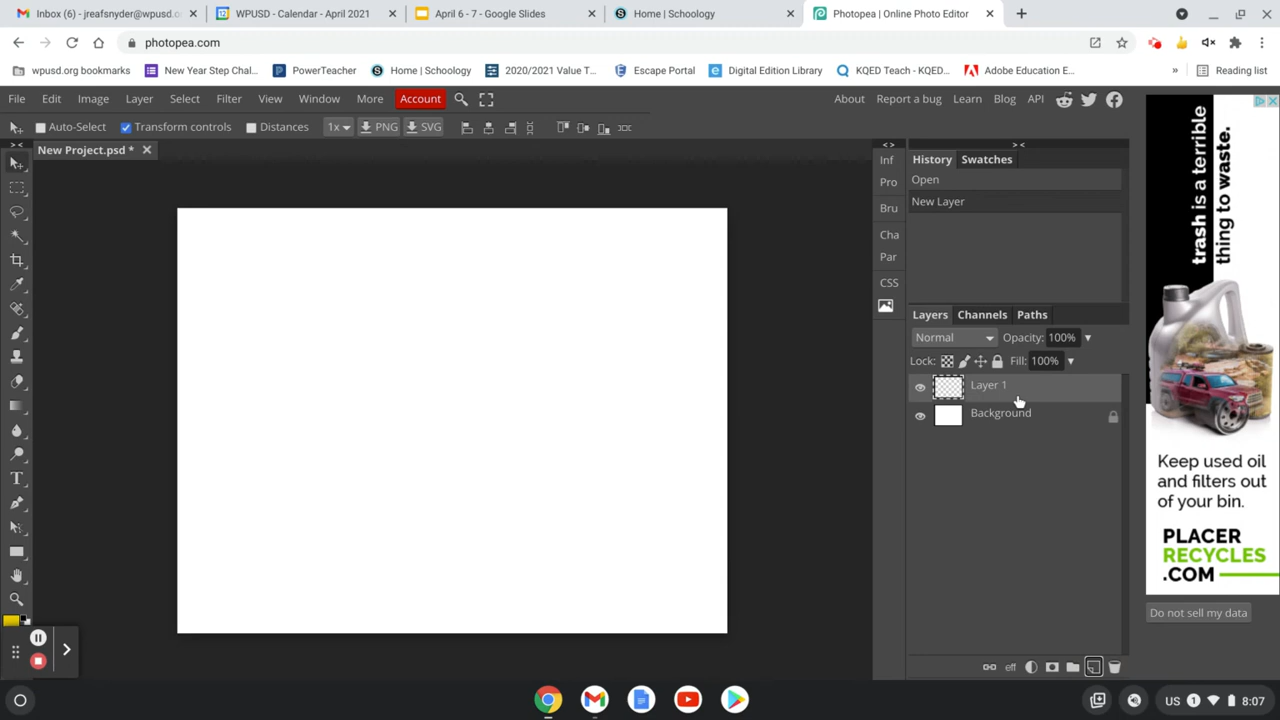 Inbox (6) - jreafsnyder@wpusd.o
WPUSD - Calendar - April 2021
April 6 - 7 - Google Slides
Home | Schoology
Photopea | Online Photo Editor
photopea.com
wpusd.org bookmarks
New Year Step Chal...
PowerTeacher
Home | Schoology
2020/2021 Value T...
Escape Portal
Digital Edition Library
KQED Teach - KQED...
Adobe Education E...
»
Reading list
File Edit Image Layer Select Filter View Window More Account
About Report a bug Learn Blog API
Auto-Select Transform controls Distances 1x PNG SVG
New Project.psd *
Inf
Pro
Bru
Cha
Par
CSS
History Swatches
Open
New Layer
Layers Channels Paths
Normal Opacity: 100%
Lock: Fill: 100%
Layer 1
Background
eff
trash is a terrible
thing to waste.
Keep used oil
and filters out
of your bin.
PLACER
RECYCLES
.COM
Do not sell my data
US 1 8:07